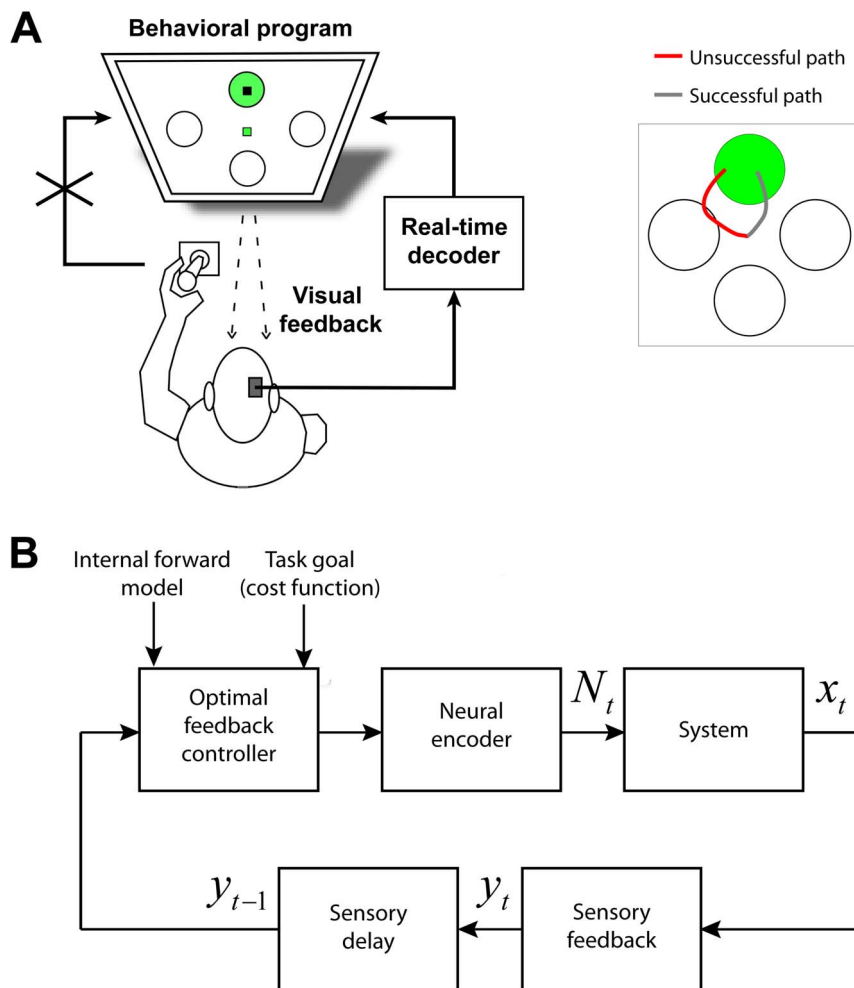 A
Behavioral program
Unsuccessful path
Successful path
Real-time
decoder
Visual
feedback
B
Internal forward
model
Task goal
(cost function)
Optimal
feedback
controller
Neural
encoder
N_t
System
x_t
y_{t-1}
Sensory
delay
y_t
Sensory
feedback